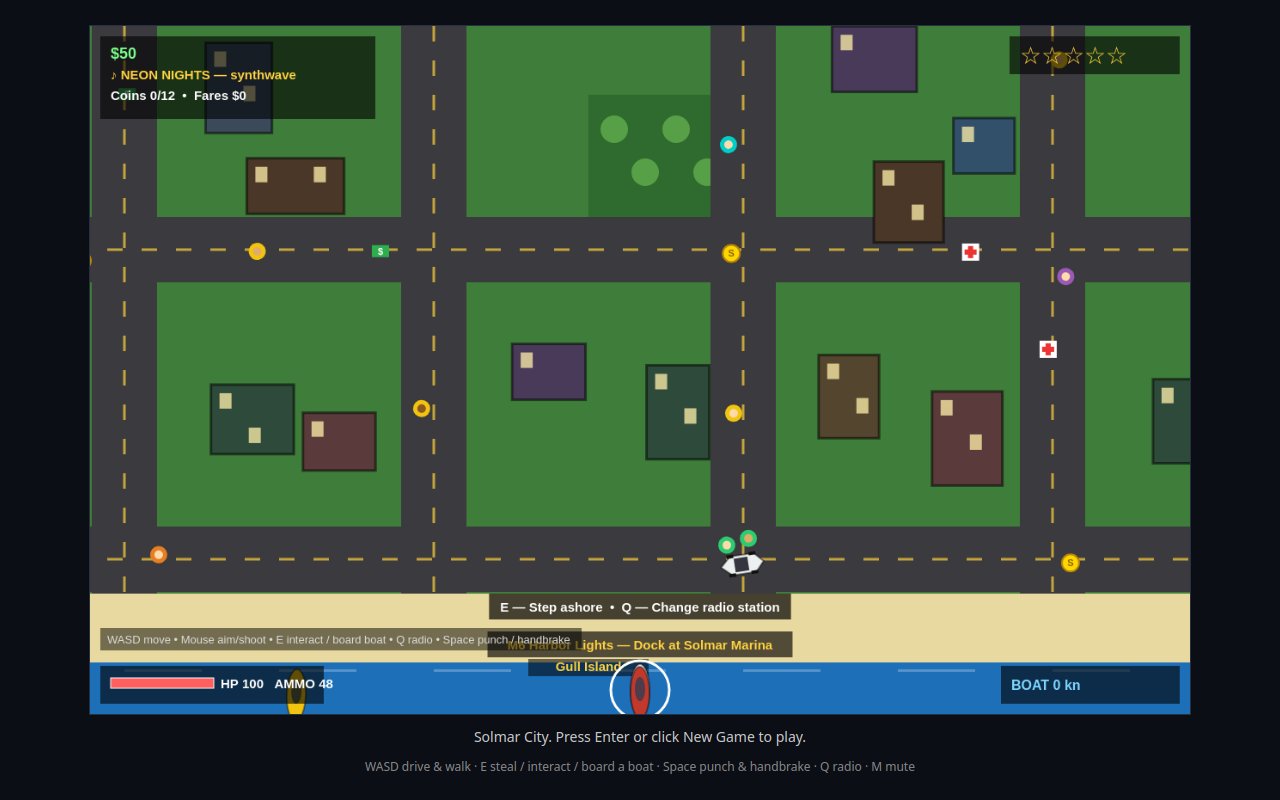 $50
♪ NEON NIGHTS — synthwave
Coins 0/12 • Fares $0
☆☆☆☆☆
$
S
S
E — Step ashore • Q — Change radio station
WASD move • Mouse aim/shoot • E interact / board boat • Q radio • Space punch / handbrake
M6 Harbor Lights — Dock at Solmar Marina
Gull Island
HP 100 AMMO 48
BOAT 0 kn
Solmar City. Press Enter or click New Game to play.
WASD drive & walk · E steal / interact / board a boat · Space punch & handbrake · Q radio · M mute